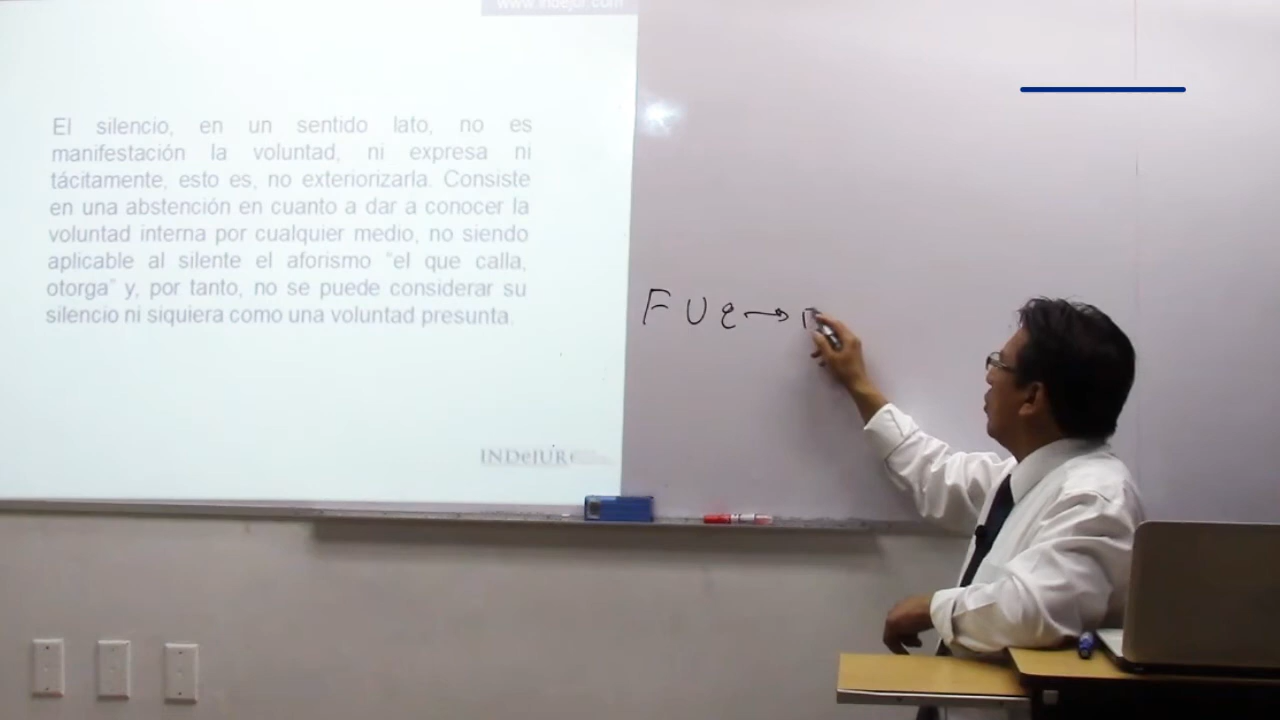 www.indejur.com
El silencio, en un sentido lato, no es
manifestación la voluntad, ni expresa ni
tácitamente, esto es, no exteriorizarla. Consiste
en una abstención en cuanto a dar a conocer la
voluntad interna por cualquier medio, no siendo
aplicable al silente el aforismo "el que calla,
otorga" y, por tanto, no se puede considerar su
silencio ni siquiera como una voluntad presunta.
INDeJUR